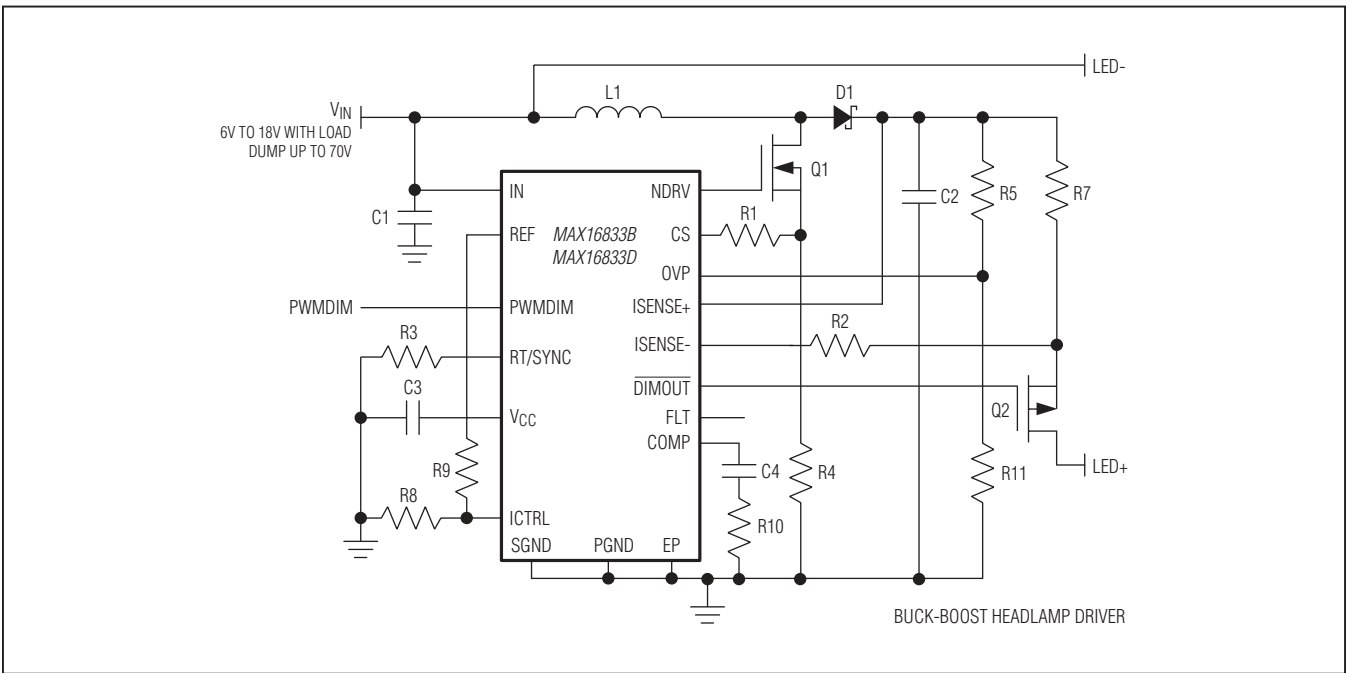 LED-
L1
D1
VIN
6V TO 18V WITH LOAD
DUMP UP TO 70V
Q1
IN
NDRV
C2
R5
R7
C1
R1
REF
MAX16833B
CS
MAX16833D
OVP
PWMDIM
PWMDIM
ISENSE+
R2
R3
RT/SYNC
ISENSE-
C3
DIMOUT
Q2
VCC
FLT
COMP
R9
C4
R4
LED+
R11
R8
ICTRL
R10
SGND
PGND
EP
BUCK-BOOST HEADLAMP DRIVER